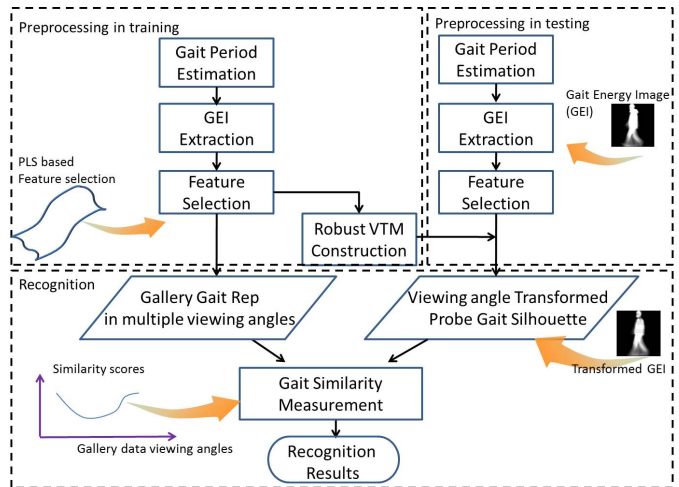 Preprocessing in training
Gait Period
Estimation
GEI
Extraction
PLS based
Feature selection
Feature
Selection
Robust VTM
Construction
Preprocessing in testing
Gait Period
Estimation
Gait Energy Image
(GEI)
GEI
Extraction
Feature
Selection
Recognition
Gallery Gait Rep
in multiple viewing angles
Viewing angle Transformed
Probe Gait Silhouette
Transformed GEI
Similarity scores
Gait Similarity
Measurement
Gallery data viewing angles
Recognition
Results